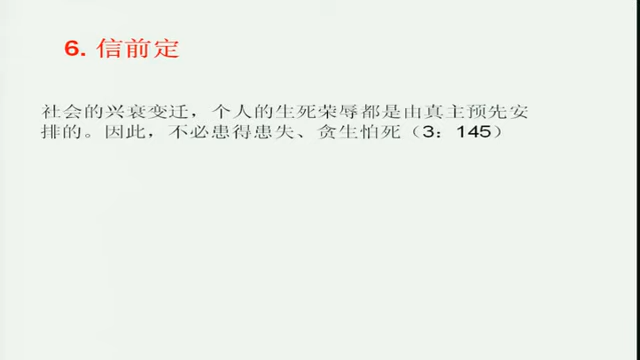 6. 信前定
社会的兴衰变迁，个人的生死荣辱都是由真主预先安
排的。因此，不必患得患失、贪生怕死（3：145）